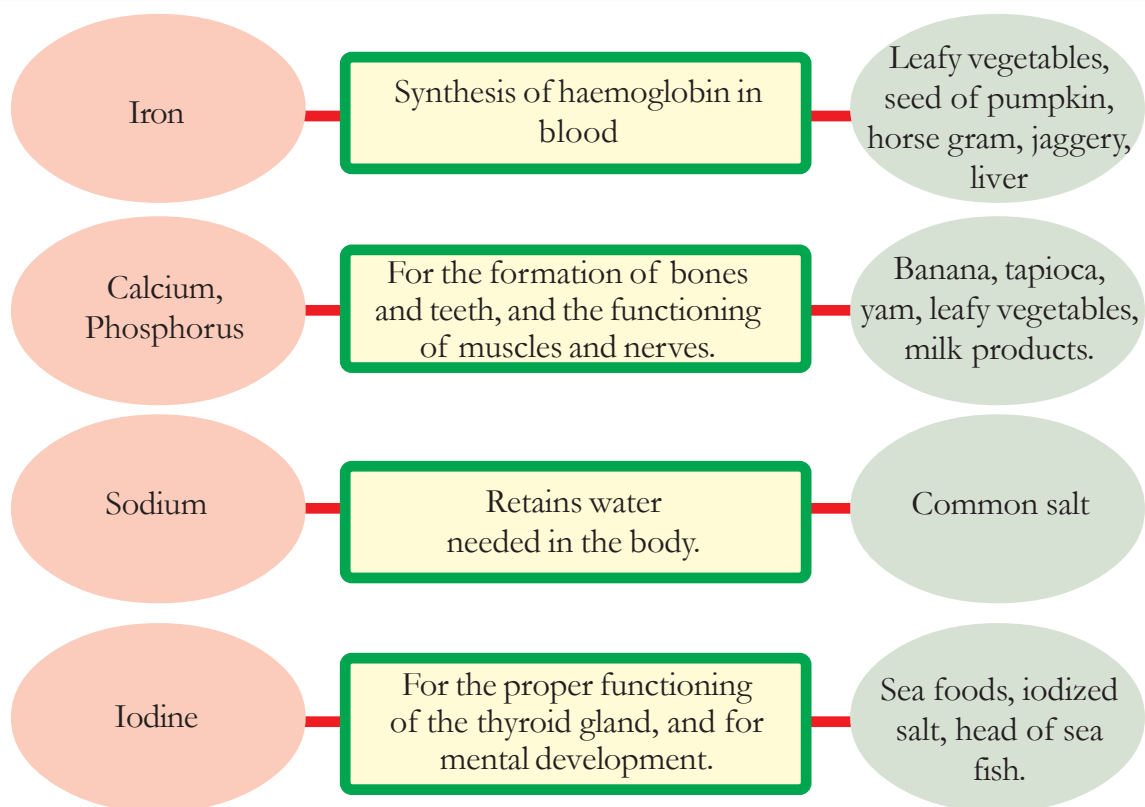 Iron
Synthesis of haemoglobin in
blood
Leafy vegetables,
seed of pumpkin,
horse gram, jaggery,
liver
Calcium,
Phosphorus
For the formation of bones
and teeth, and the functioning
of muscles and nerves.
Banana, tapioca,
yam, leafy vegetables,
milk products.
Sodium
Retains water
needed in the body.
Common salt
Iodine
For the proper functioning
of the thyroid gland, and for
mental development.
Sea foods, iodized
salt, head of sea
fish.